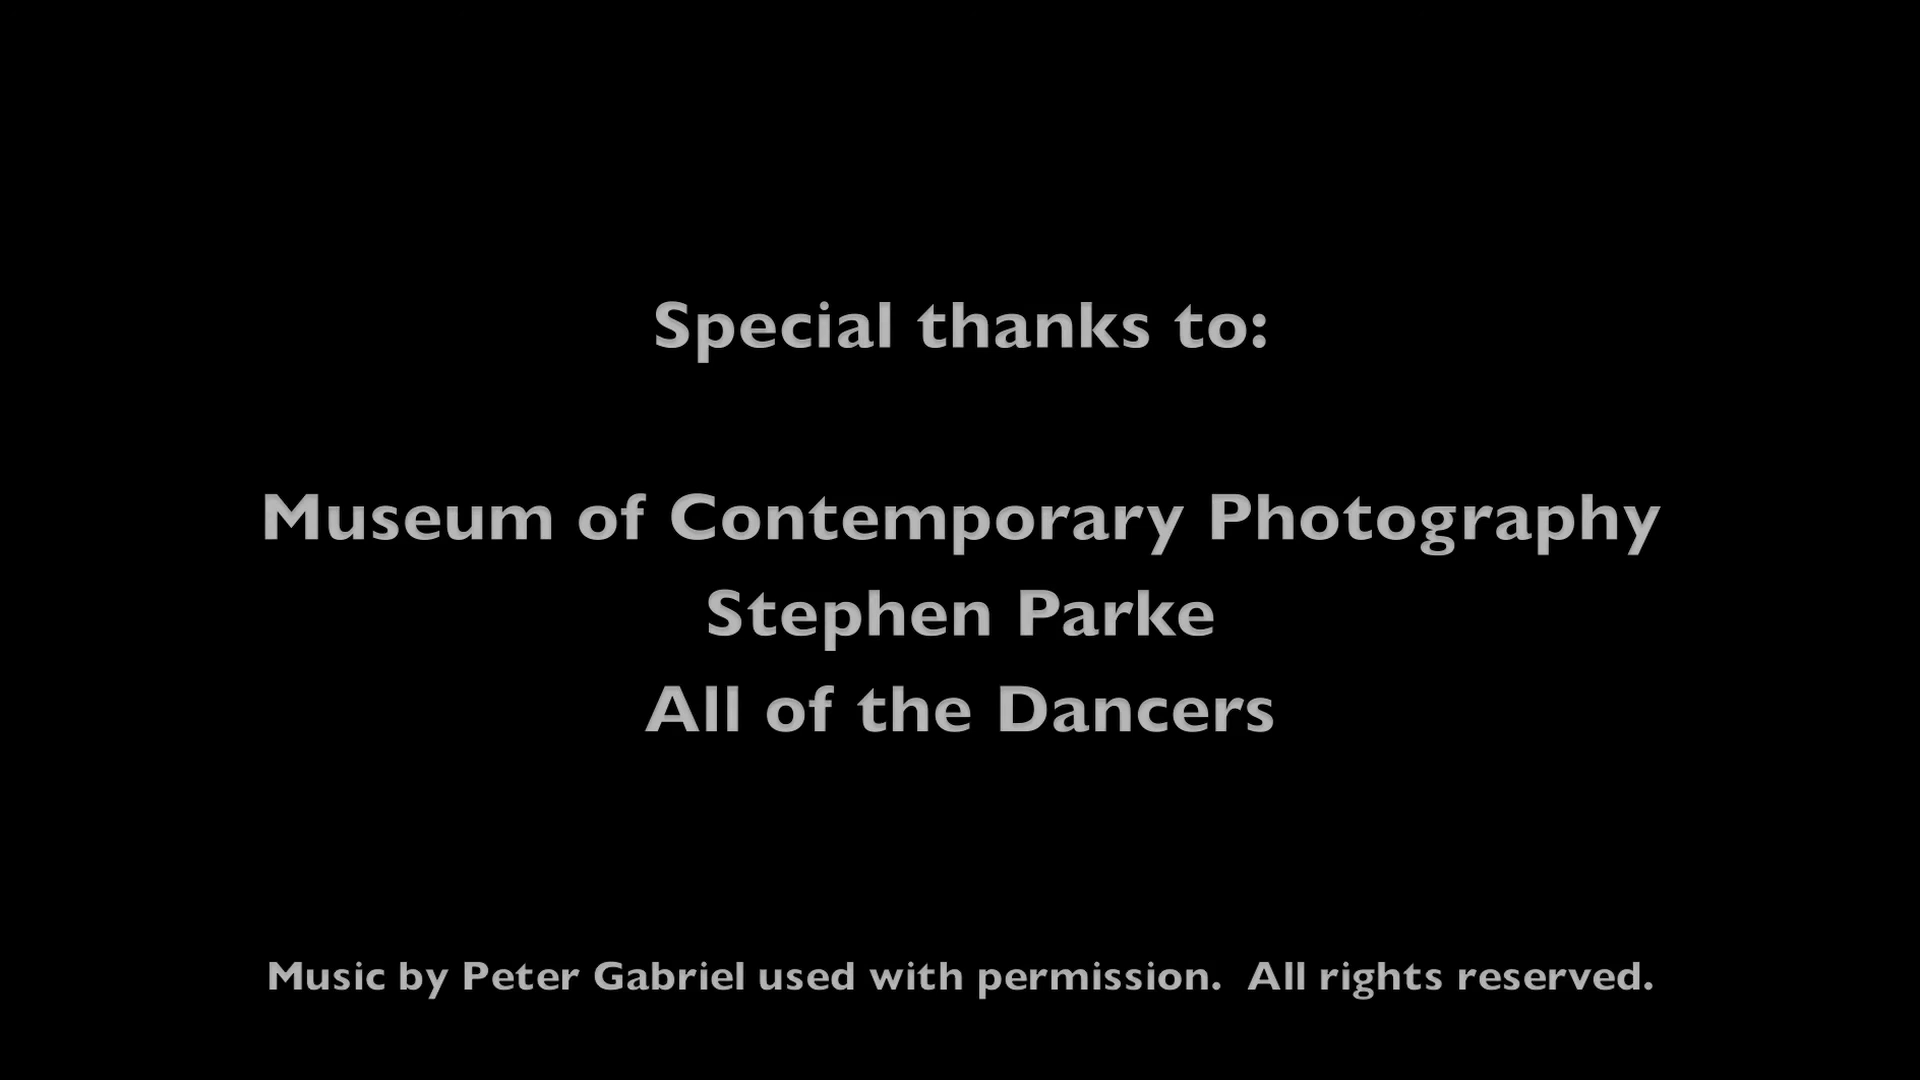 Special thanks to:
Museum of Contemporary Photography
Stephen Parke
All of the Dancers
Music by Peter Gabriel used with permission.  All rights reserved.